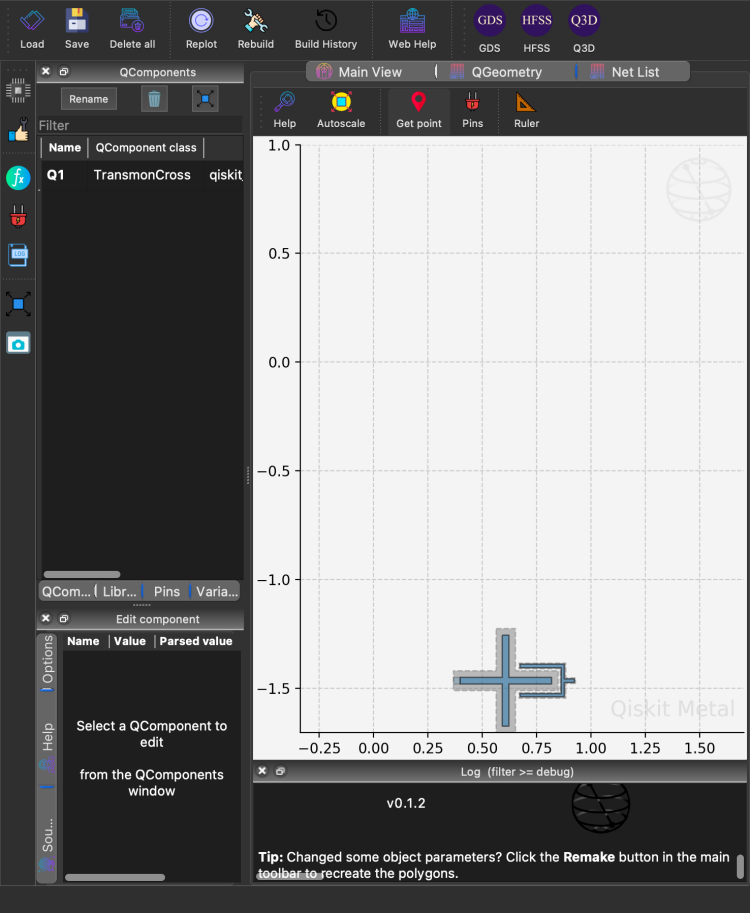 Load Save Delete all Replot Rebuild Build History Web Help GDS HFSS Q3D
GDS HFSS Q3D
QComponents
Rename
Filter
Name QComponent class
Q1 TransmonCross qiskit
QCom... Libr... Pins Varia...
Edit component
Name Value Parsed value
Options
Help
Sou...
Select a QComponent to
edit
from the QComponents
window
Main View QGeometry Net List
Help Autoscale Get point Pins Ruler
1.0
0.5
0.0
−0.5
−1.0
−1.5
Qiskit Metal
−0.25 0.00 0.25 0.50 0.75 1.00 1.25 1.50
Log (filter >= debug)
v0.1.2
Tip: Changed some object parameters? Click the Remake button in the main
toolbar to recreate the polygons.
fx
LOG